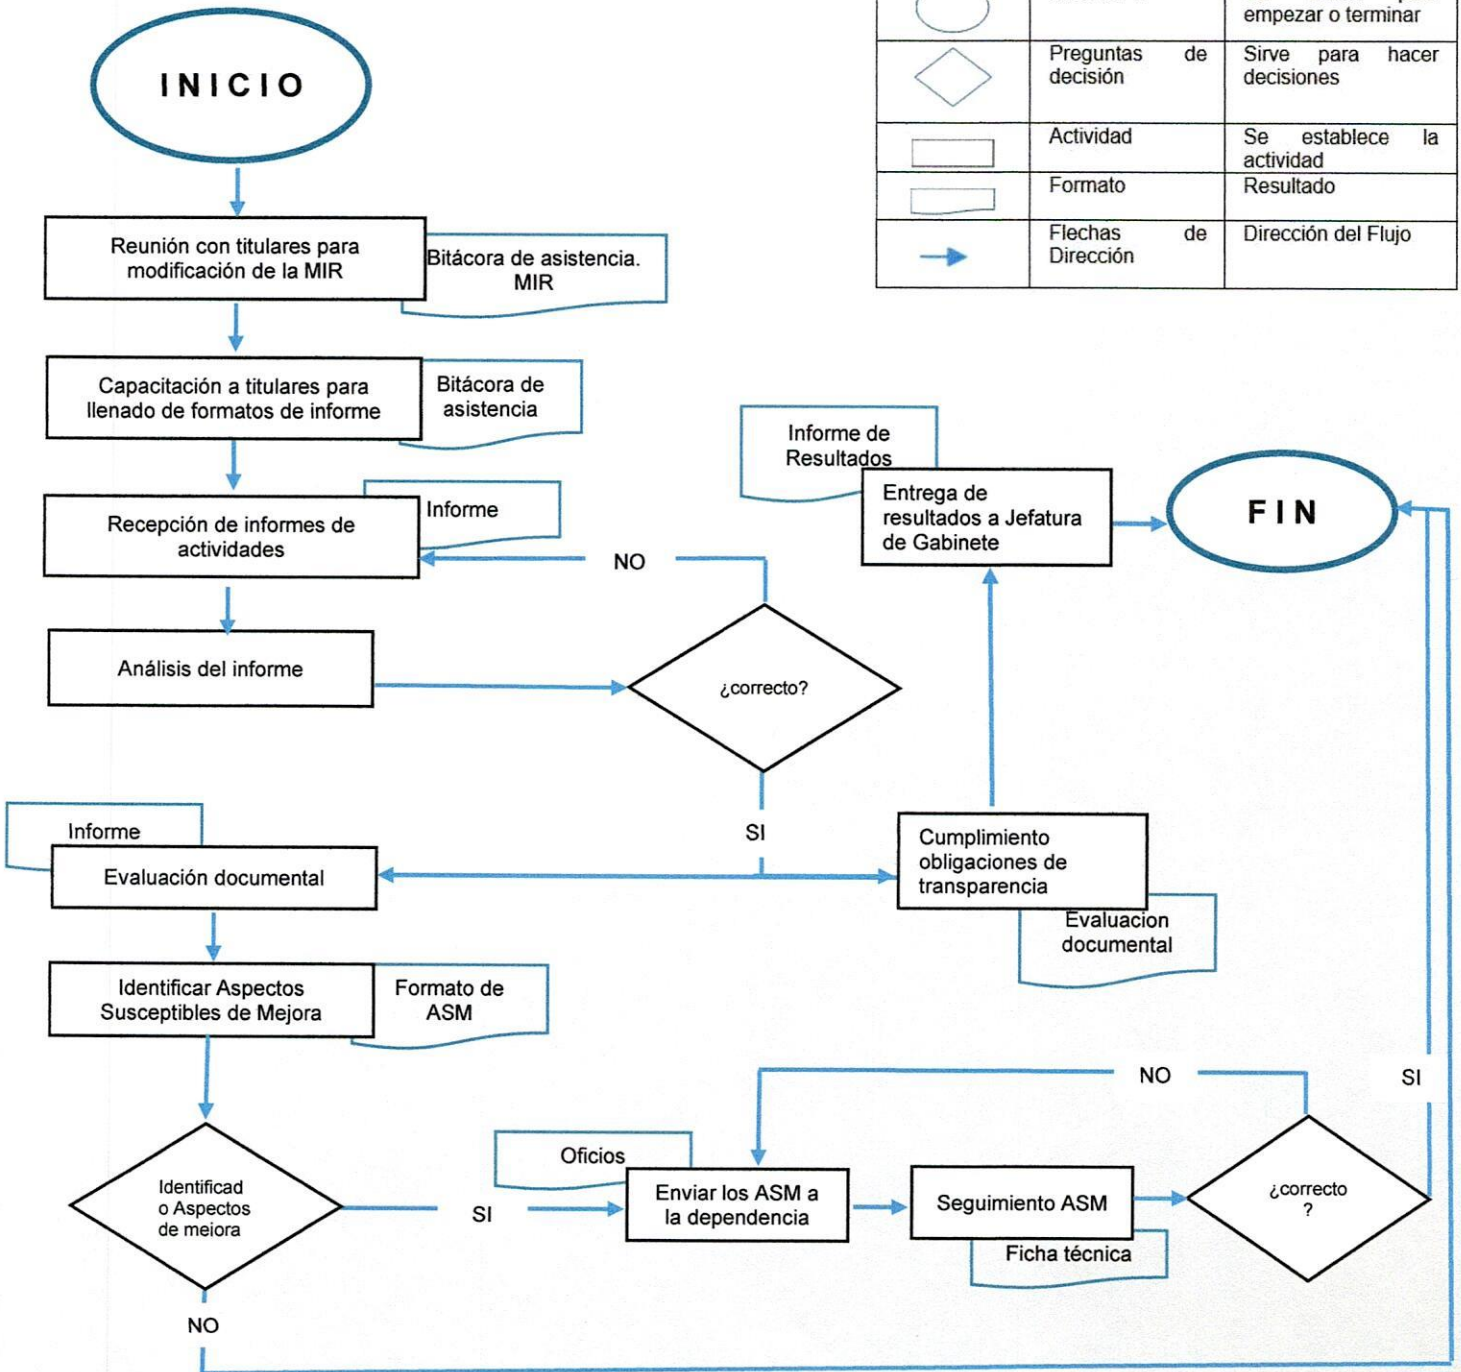 INICIO
empezar o terminar
Preguntas de
decisión
Sirve para hacer
decisiones
Actividad
Se establece la
actividad
Formato
Resultado
Flechas de
Dirección
Dirección del Flujo
Reunión con titulares para
modificación de la MIR
Bitácora de asistencia.
MIR
Capacitación a titulares para
llenado de formatos de informe
Bitácora de
asistencia
Recepción de informes de
actividades
Informe
NO
Análisis del informe
¿correcto?
SI
Informe de
Resultados
Entrega de
resultados a Jefatura
de Gabinete
FIN
Informe
Evaluación documental
Cumplimiento
obligaciones de
transparencia
Evaluacion
documental
Identificar Aspectos
Susceptibles de Mejora
Formato de
ASM
Identificad
o Aspectos
de mejora
SI
NO
Oficios
Enviar los ASM a
la dependencia
Seguimiento ASM
Ficha técnica
¿correcto
?
NO
SI